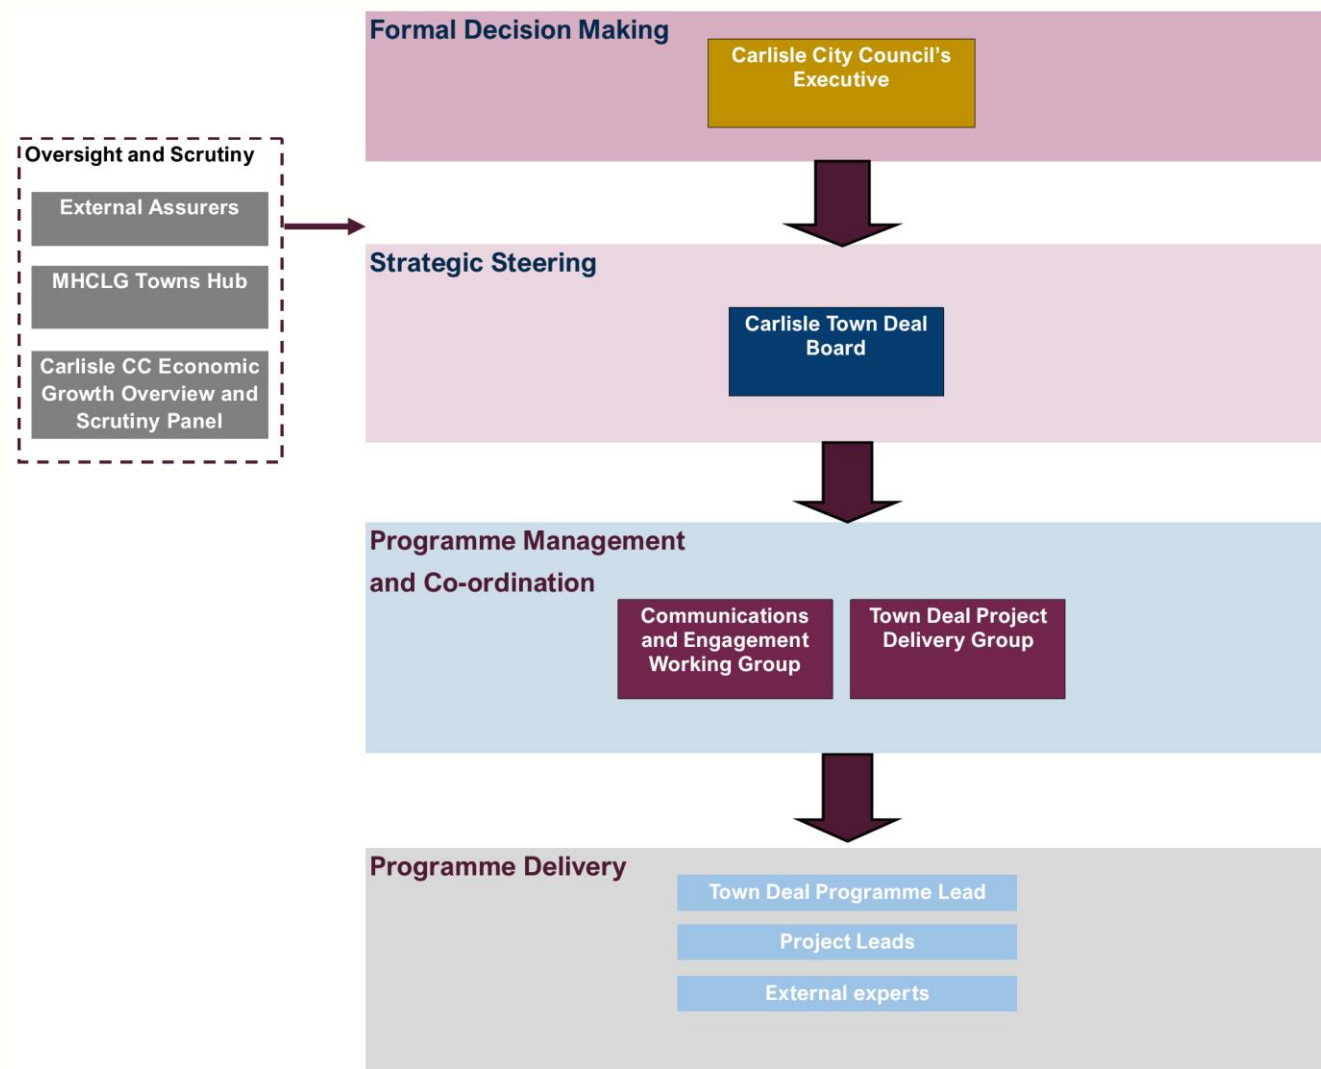 Formal Decision Making
Carlisle City Council’s
Executive
Oversight and Scrutiny
External Assurers
MHCLG Towns Hub
Carlisle CC Economic
Growth Overview and
Scrutiny Panel
Strategic Steering
Carlisle Town Deal
Board
Programme Management
and Co-ordination
Communications
and Engagement
Working Group
Town Deal Project
Delivery Group
Programme Delivery
Town Deal Programme Lead
Project Leads
External experts